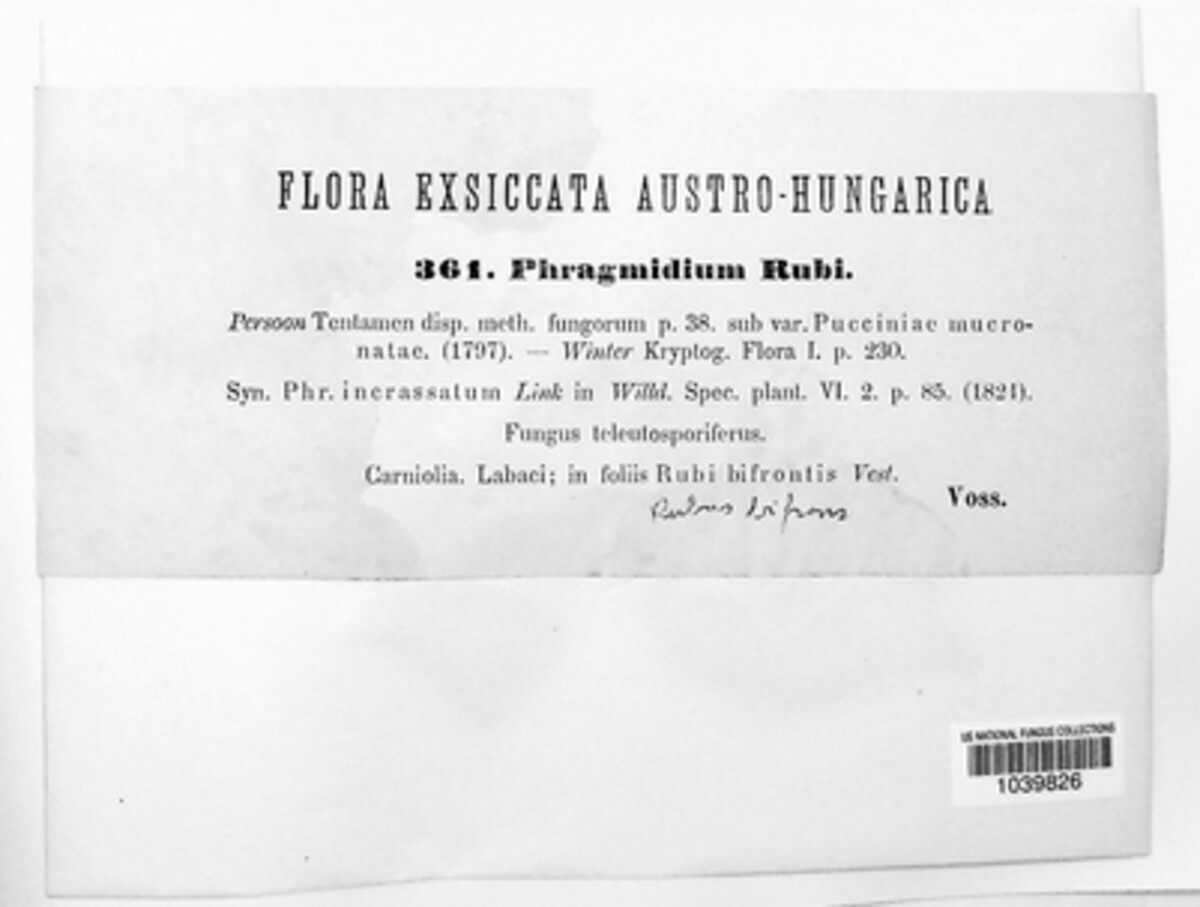 FLORA EXSICCATA AUSTRO-HUNGARICA
361. Phragmidium Rubi.
Persoon Tentamen disp. meth. fungorum p. 38. sub var. Pucciniae mucro-
natae. (1797). — Winter Kryptog. Flora I. p. 230.
Syn. Phr. incrassatum Link in Willd. Spec. plant. VI. 2. p. 85. (1824).
Fungus teleutosporiferus.
Carniolia. Labaci; in foliis Rubi bifrontis Vest.
Rubus bifrons
Voss.
US NATIONAL FUNGUS COLLECTIONS
1039826